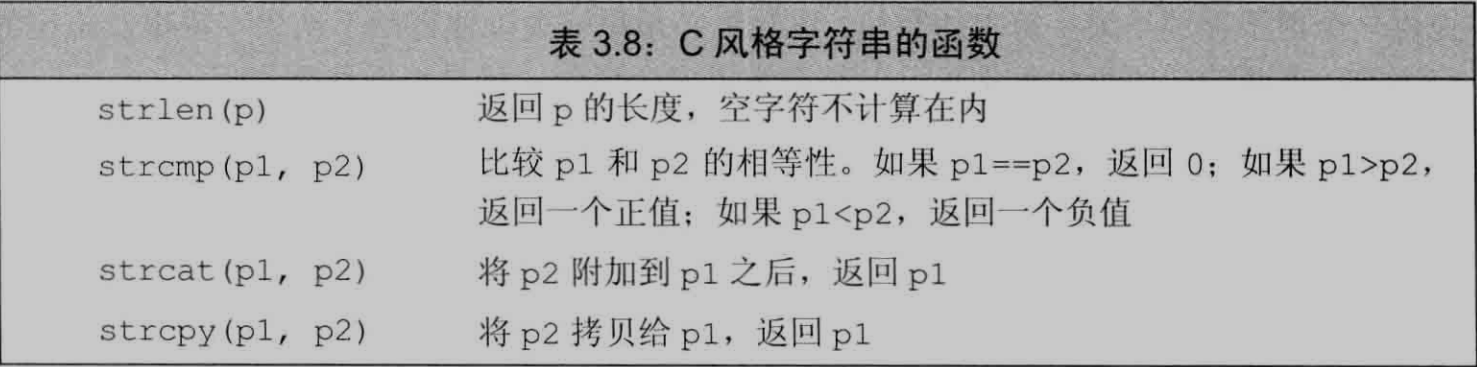 表 3.8：C 风格字符串的函数
strlen(p) 返回 p 的长度，空字符不计算在内
strcmp(p1, p2) 比较 p1 和 p2 的相等性。如果 p1==p2，返回 0；如果 p1>p2，
返回一个正值；如果 p1<p2，返回一个负值
strcat(p1, p2) 将 p2 附加到 p1 之后，返回 p1
strcpy(p1, p2) 将 p2 拷贝给 p1，返回 p1